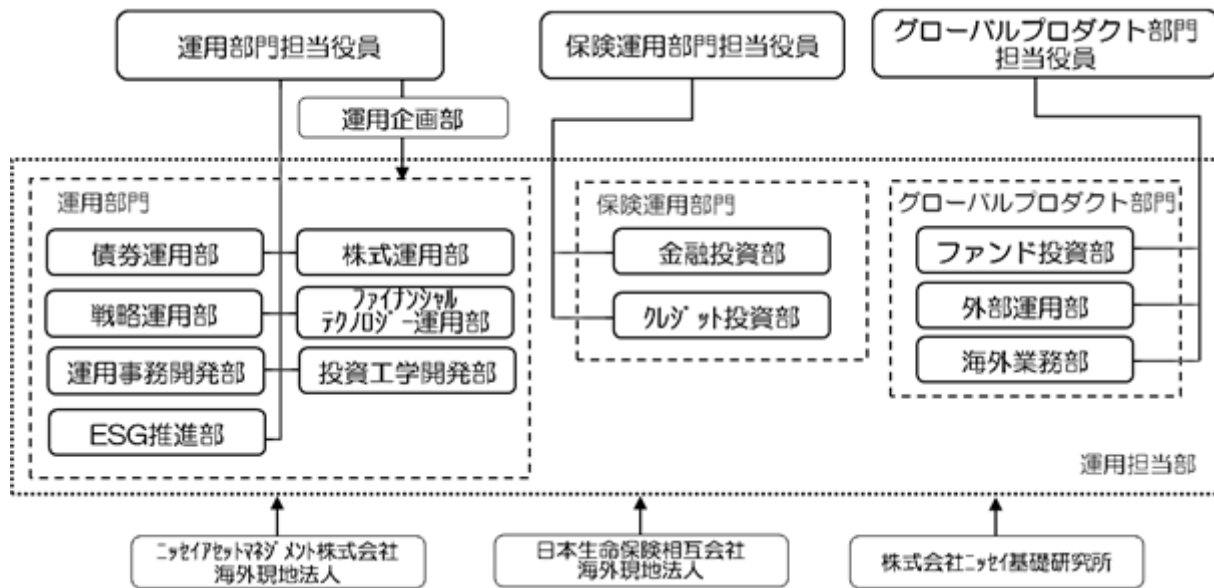 運用部門担当役員
保険運用部門担当役員
グローバルプロダクト部門
担当役員
運用企画部
運用部門
債券運用部
株式運用部
戦略運用部
ファイナンシャル
テクノロジー運用部
運用事務開発部
投資工学開発部
ESG推進部
保険運用部門
金融投資部
クレジット投資部
グローバルプロダクト部門
ファンド投資部
外部運用部
海外業務部
運用担当部
ニッセイアセットマネジメント株式会社
海外現地法人
日本生命保険相互会社
海外現地法人
株式会社ニッセイ基礎研究所